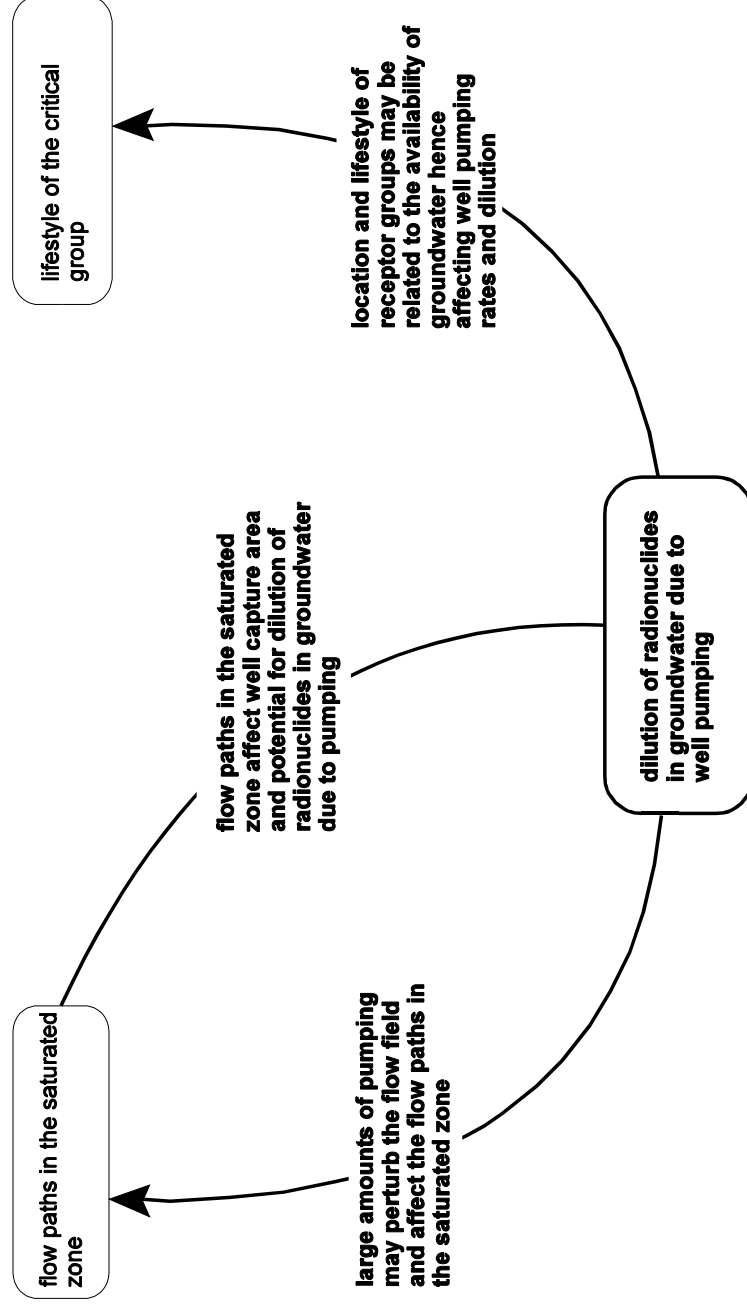 flow paths in the saturated
zone
large amounts of pumping
may perturb the flow field
and affect the flow paths in
the saturated zone
flow paths in the saturated
zone affect well capture area
and potential for dilution of
radionuclides in groundwater
due to pumping
dilution of radionuclides
in groundwater due to
well pumping
lifestyle of the critical
group
location and lifestyle of
receptor groups may be
related to the availability of
groundwater hence
affecting well pumping
rates and dilution